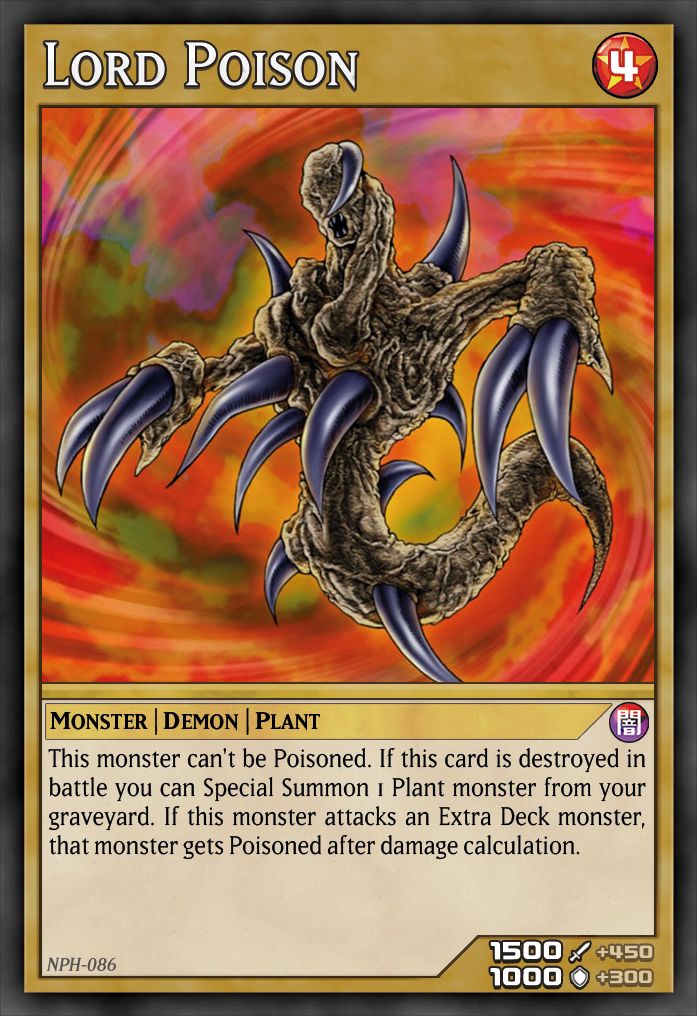 Lord Poison
4
Monster | Demon | Plant
闇
This monster can't be Poisoned. If this card is destroyed in
battle you can Special Summon 1 Plant monster from your
graveyard. If this monster attacks an Extra Deck monster,
that monster gets Poisoned after damage calculation.
1500 +450
NPH-086
1000 +300